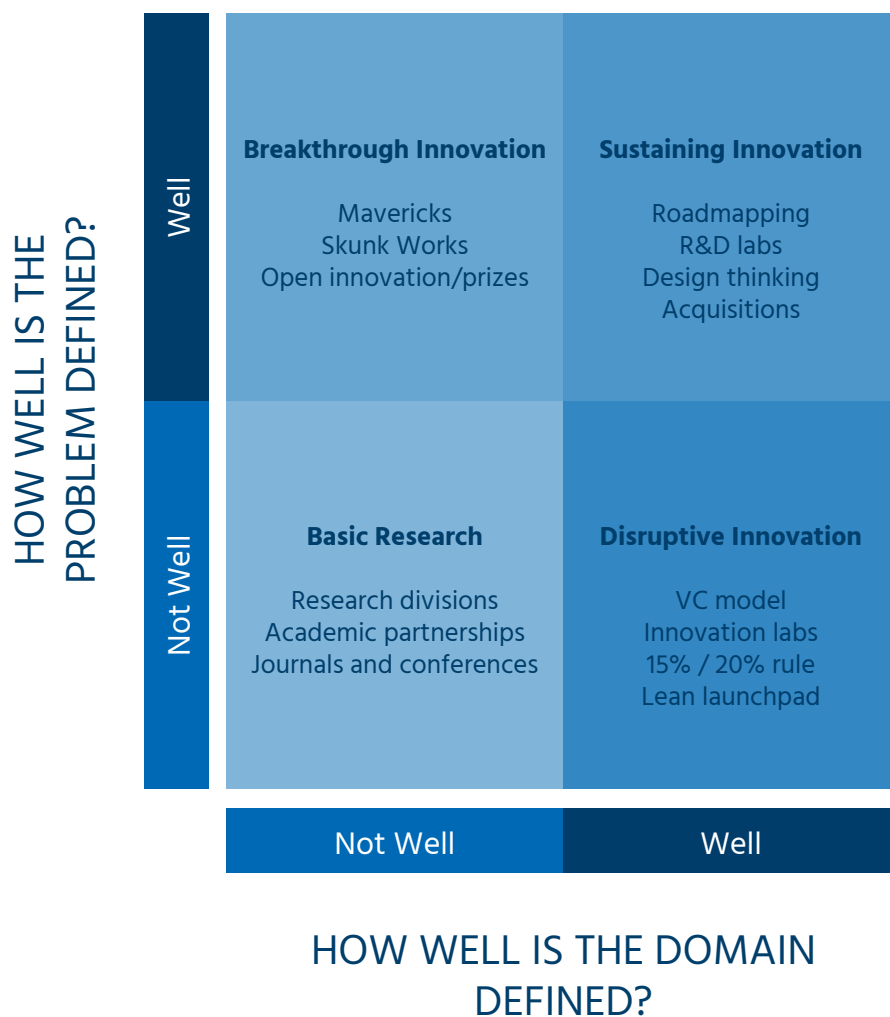 HOW WELL IS THE
PROBLEM DEFINED?
Well
Breakthrough Innovation
Mavericks
Skunk Works
Open innovation/prizes
Sustaining Innovation
Roadmapping
R&D labs
Design thinking
Acquisitions
Not Well
Basic Research
Research divisions
Academic partnerships
Journals and conferences
Disruptive Innovation
VC model
Innovation labs
15% / 20% rule
Lean launchpad
Not Well
Well
HOW WELL IS THE DOMAIN
DEFINED?